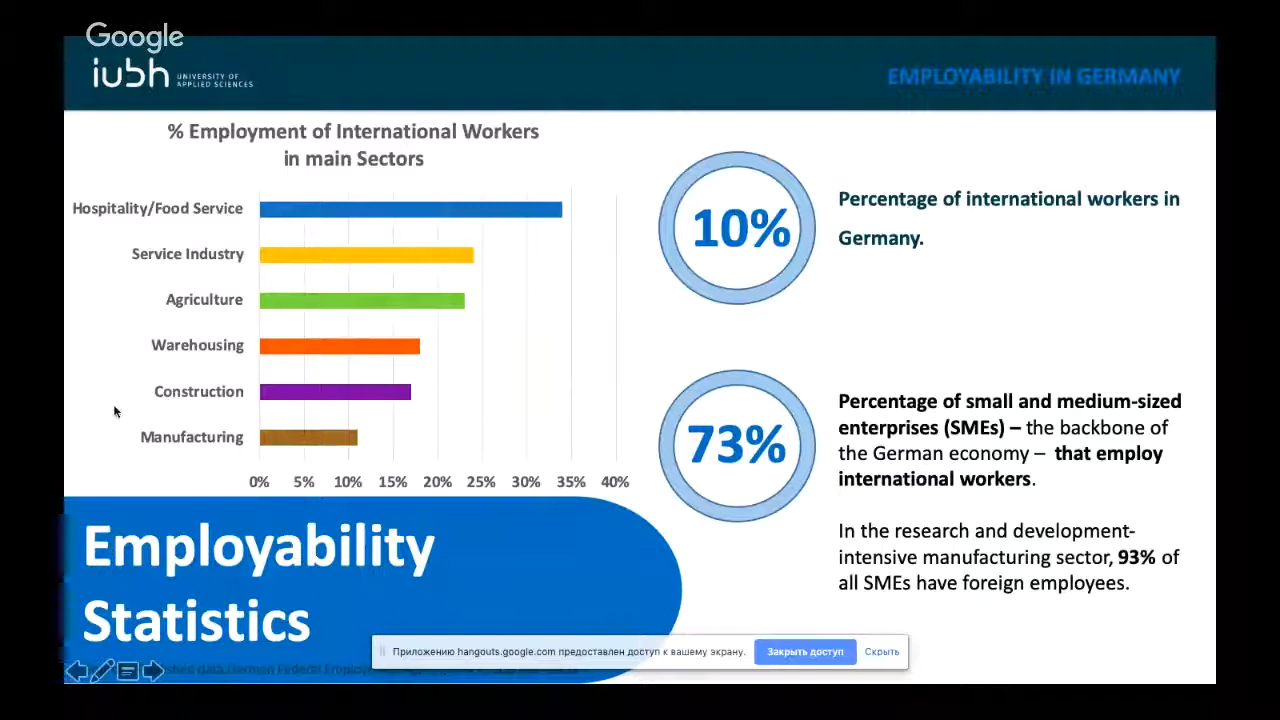 Google
iubh UNIVERSITY OF
APPLIED SCIENCES
EMPLOYABILITY IN GERMANY
% Employment of International Workers
in main Sectors
Hospitality/Food Service
Service Industry
Agriculture
Warehousing
Construction
Manufacturing
0% 5% 10% 15% 20% 25% 30% 35% 40%
10%
Percentage of international workers in
Germany.
73%
Percentage of small and medium-sized
enterprises (SMEs) – the backbone of
the German economy – that employ
international workers.
In the research and development-
intensive manufacturing sector, 93% of
all SMEs have foreign employees.
Employability
Statistics
Приложению hangouts.google.com предоставлен доступ к вашему экрану.
Закрыть доступ
Скрыть
data German Federal